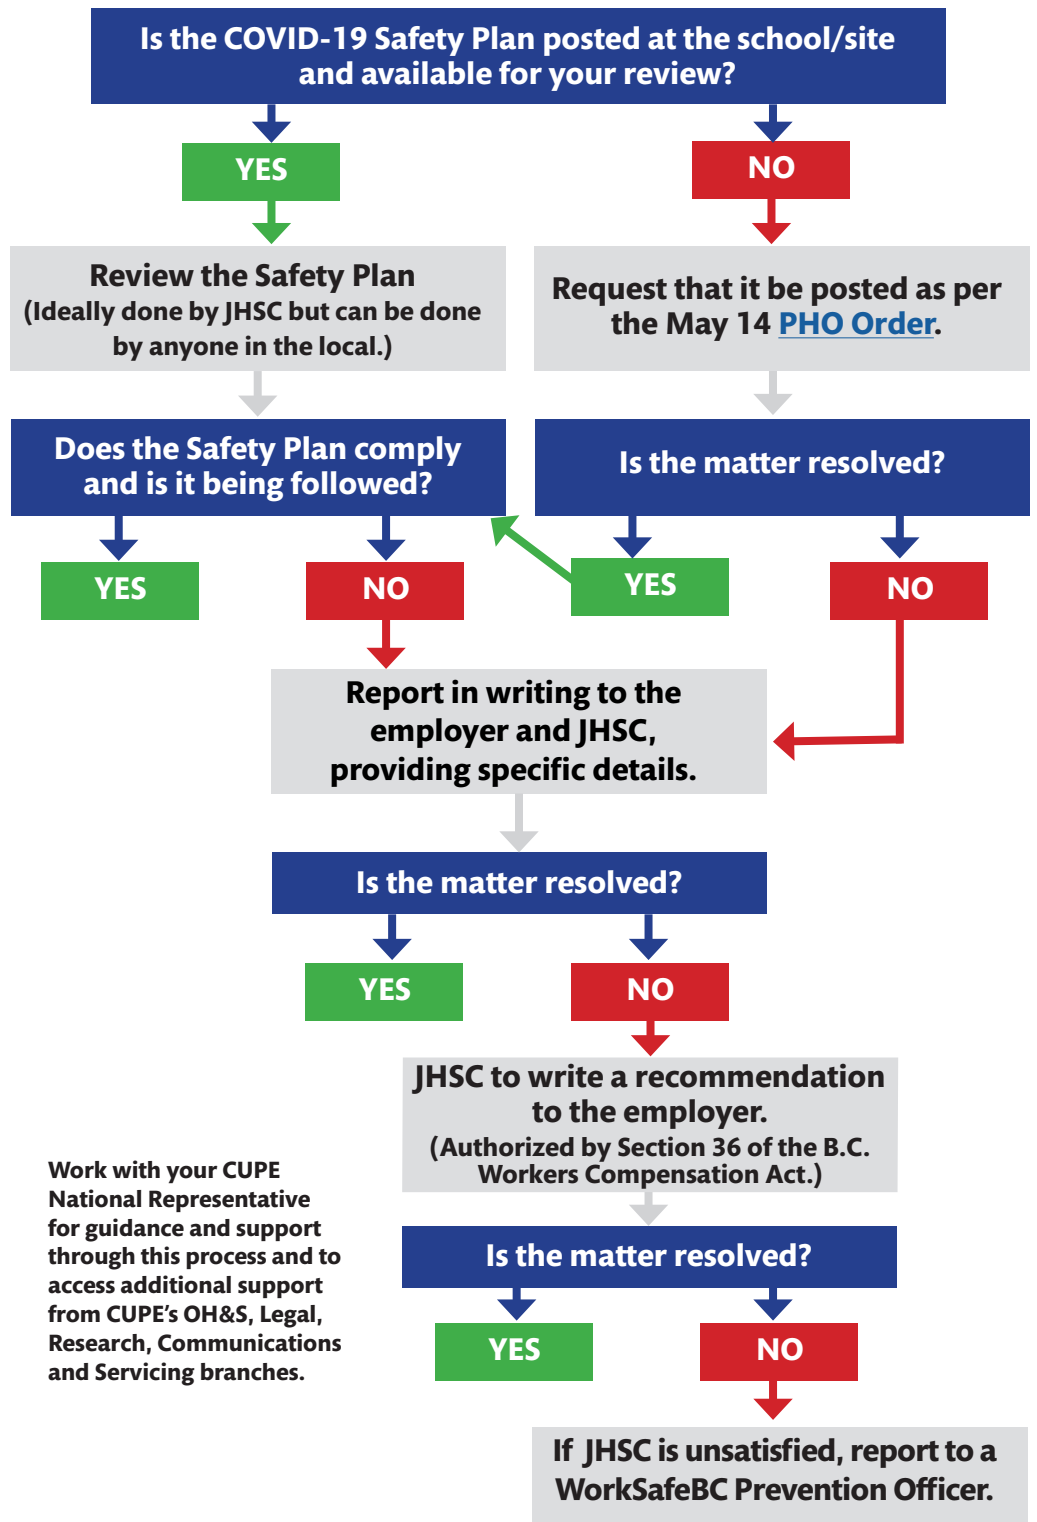 Is the COVID-19 Safety Plan posted at the school/site
and available for your review?
YES
NO
Review the Safety Plan
(Ideally done by JHSC but can be done
by anyone in the local.)
Request that it be posted as per
the May 14 PHO Order.
Does the Safety Plan comply
and is it being followed?
Is the matter resolved?
YES
NO
YES
NO
Report in writing to the
employer and JHSC,
providing specific details.
Is the matter resolved?
YES
NO
JHSC to write a recommendation
to the employer.
(Authorized by Section 36 of the B.C.
Workers Compensation Act.)
Work with your CUPE
National Representative
for guidance and support
through this process and to
access additional support
from CUPE’s OH&S, Legal,
Research, Communications
and Servicing branches.
Is the matter resolved?
YES
NO
If JHSC is unsatisfied, report to a
WorkSafeBC Prevention Officer.